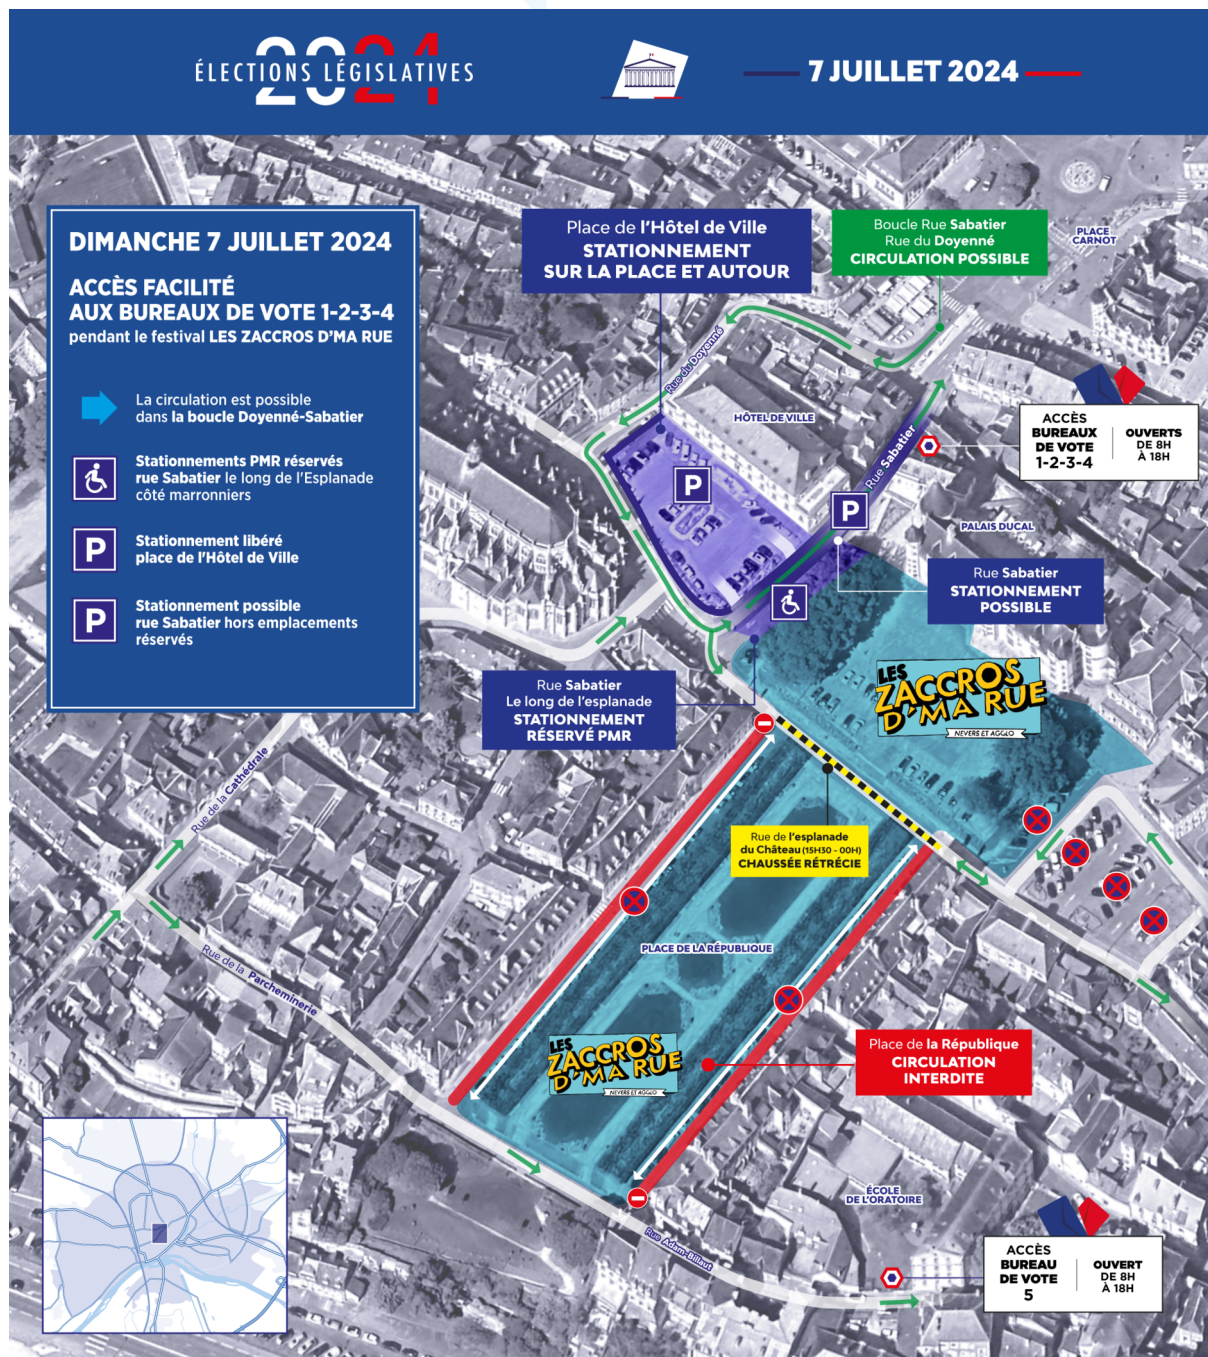 2024
ÉLECTIONS LÉGISLATIVES
7 JUILLET 2024
DIMANCHE 7 JUILLET 2024
ACCÈS FACILITÉ
AUX BUREAUX DE VOTE 1-2-3-4
pendant le festival LES ZACCROS D'MA RUE
La circulation est possible
dans la boucle Doyenné-Sabatier
Stationnements PMR réservés
rue Sabatier le long de l'Esplanade
côté marronniers
P
Stationnement libéré
place de l'Hôtel de Ville
P
Stationnement possible
rue Sabatier hors emplacements
réservés
Place de l'Hôtel de Ville
STATIONNEMENT
SUR LA PLACE ET AUTOUR
Boucle Rue Sabatier
Rue du Doyenné
CIRCULATION POSSIBLE
PLACE
CARNOT
Rue du Doyenné
HÔTEL DE VILLE
Rue Sabatier
ACCÈS
BUREAUX
DE VOTE
1-2-3-4
OUVERTS
DE 8H
À 18H
P
P
PALAIS DUCAL
Rue Sabatier
STATIONNEMENT
POSSIBLE
Rue Sabatier
Le long de l'esplanade
STATIONNEMENT
RÉSERVÉ PMR
LES
ZACCROS
D'MA RUE
NEVERS ET AGGLO
Rue de la Cathédrale
Rue de l'esplanade
du Château (15H30 - 00H)
CHAUSSÉE RÉTRÉCIE
PLACE DE LA RÉPUBLIQUE
Rue de la Parcheminerie
LES
ZACCROS
D'MA RUE
NEVERS ET AGGLO
Place de la République
CIRCULATION
INTERDITE
ÉCOLE
DE L'ORATOIRE
Rue Adam-Billaut
ACCÈS
BUREAU
DE VOTE
5
OUVERT
DE 8H
À 18H